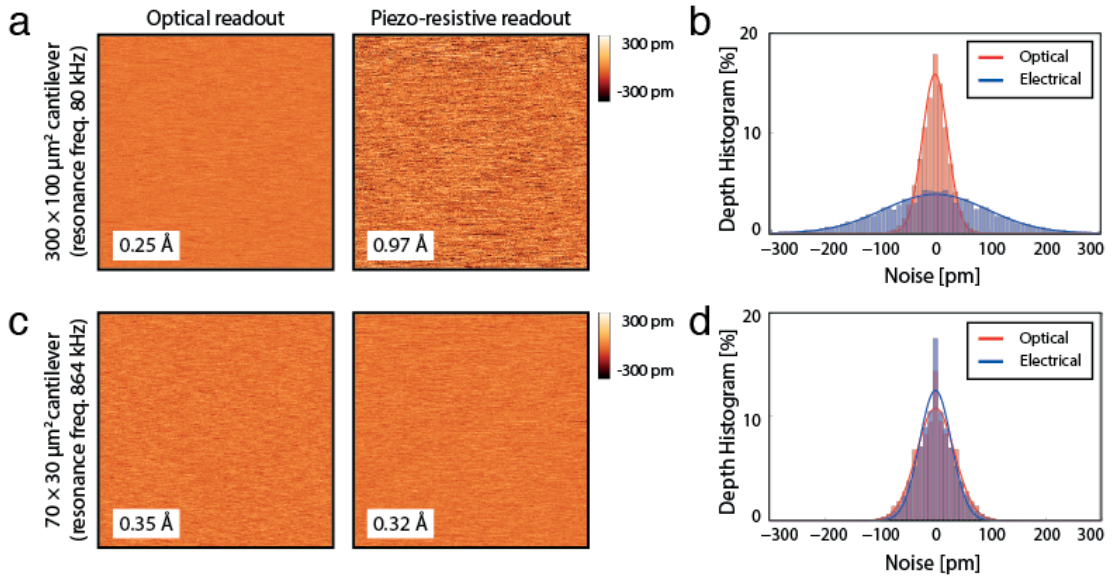 a
Optical readout
Piezo-resistive readout
300 × 100 µm² cantilever
(resonance freq. 80 kHz)
300 pm
-300 pm
0.25 Å
0.97 Å
b
20
10
0
Depth Histogram [%]
Optical
Electrical
−300 −200 −100 0 100 200 300
Noise [pm]
c
70 × 30 µm²cantilever
(resonance freq. 864 kHz)
300 pm
-300 pm
0.35 Å
0.32 Å
d
20
10
0
Depth Histogram [%]
Optical
Electrical
−300 −200 −100 0 100 200 300
Noise [pm]